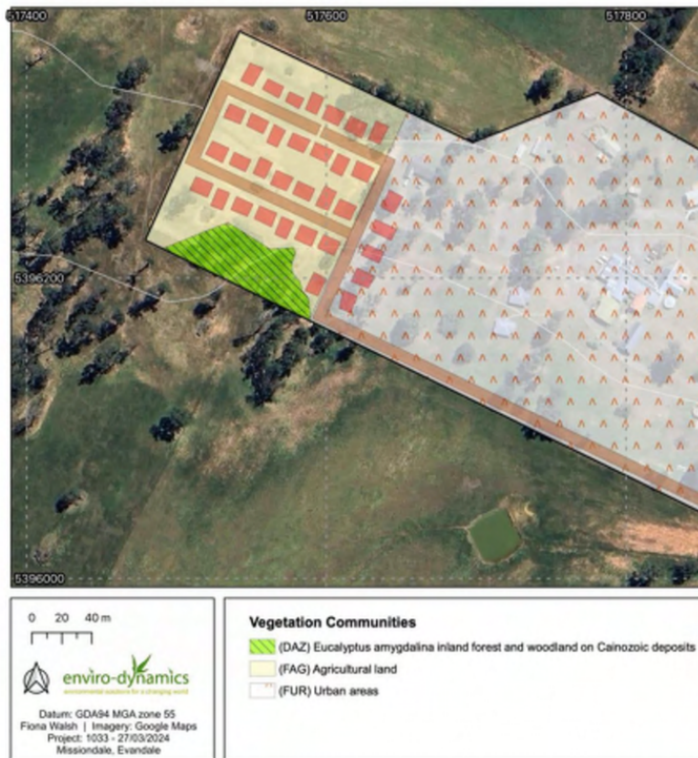 517400
517600
517800
5396200
5396000
0 20 40 m
enviro-dynamics
environmental solutions for a changing world
Datum: GDA94 MGA zone 55
Fiona Walsh | Imagery: Google Maps
Project: 1033 - 27/03/2024
Missiondale, Evandale
Vegetation Communities
(DAZ) Eucalyptus amygdalina inland forest and woodland on Cainozoic deposits
(FAG) Agricultural land
(FUR) Urban areas